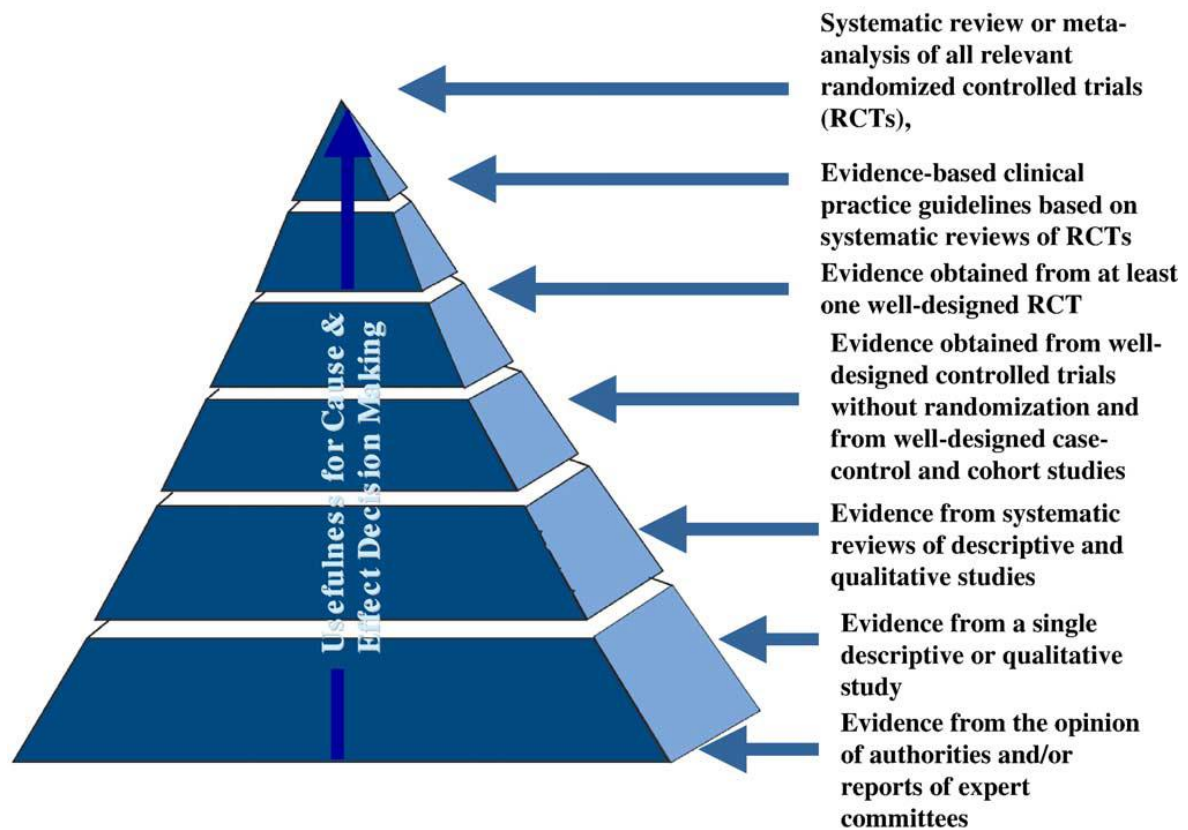 Systematic review or meta-
analysis of all relevant
randomized controlled trials
(RCTs),
Evidence-based clinical
practice guidelines based on
systematic reviews of RCTs
Evidence obtained from at least
one well-designed RCT
Evidence obtained from well-
designed controlled trials
without randomization and
from well-designed case-
control and cohort studies
Evidence from systematic
reviews of descriptive and
qualitative studies
Evidence from a single
descriptive or qualitative
study
Evidence from the opinion
of authorities and/or
reports of expert
committees
Usefulness for Cause &
Effect Decision Making